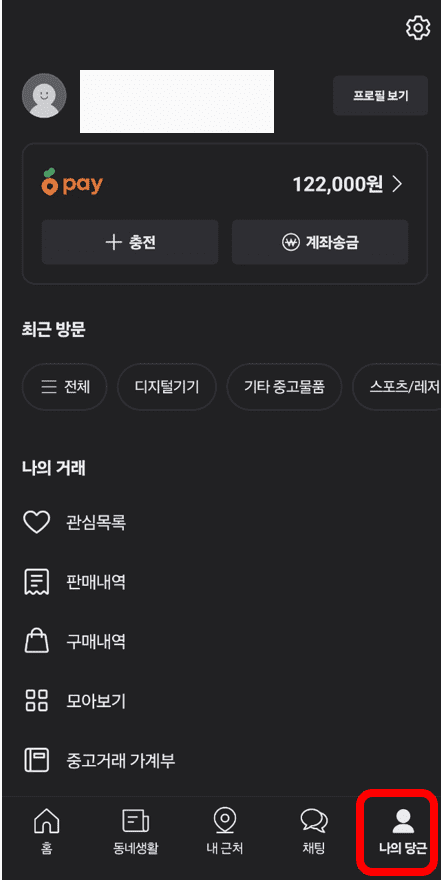 프로필 보기
pay
122,000원
충전
계좌송금
최근 방문
전체
디지털기기
기타 중고물품
스포츠/레저
나의 거래
관심목록
판매내역
구매내역
모아보기
중고거래 가계부
홈
동네생활
내 근처
채팅
나의 당근